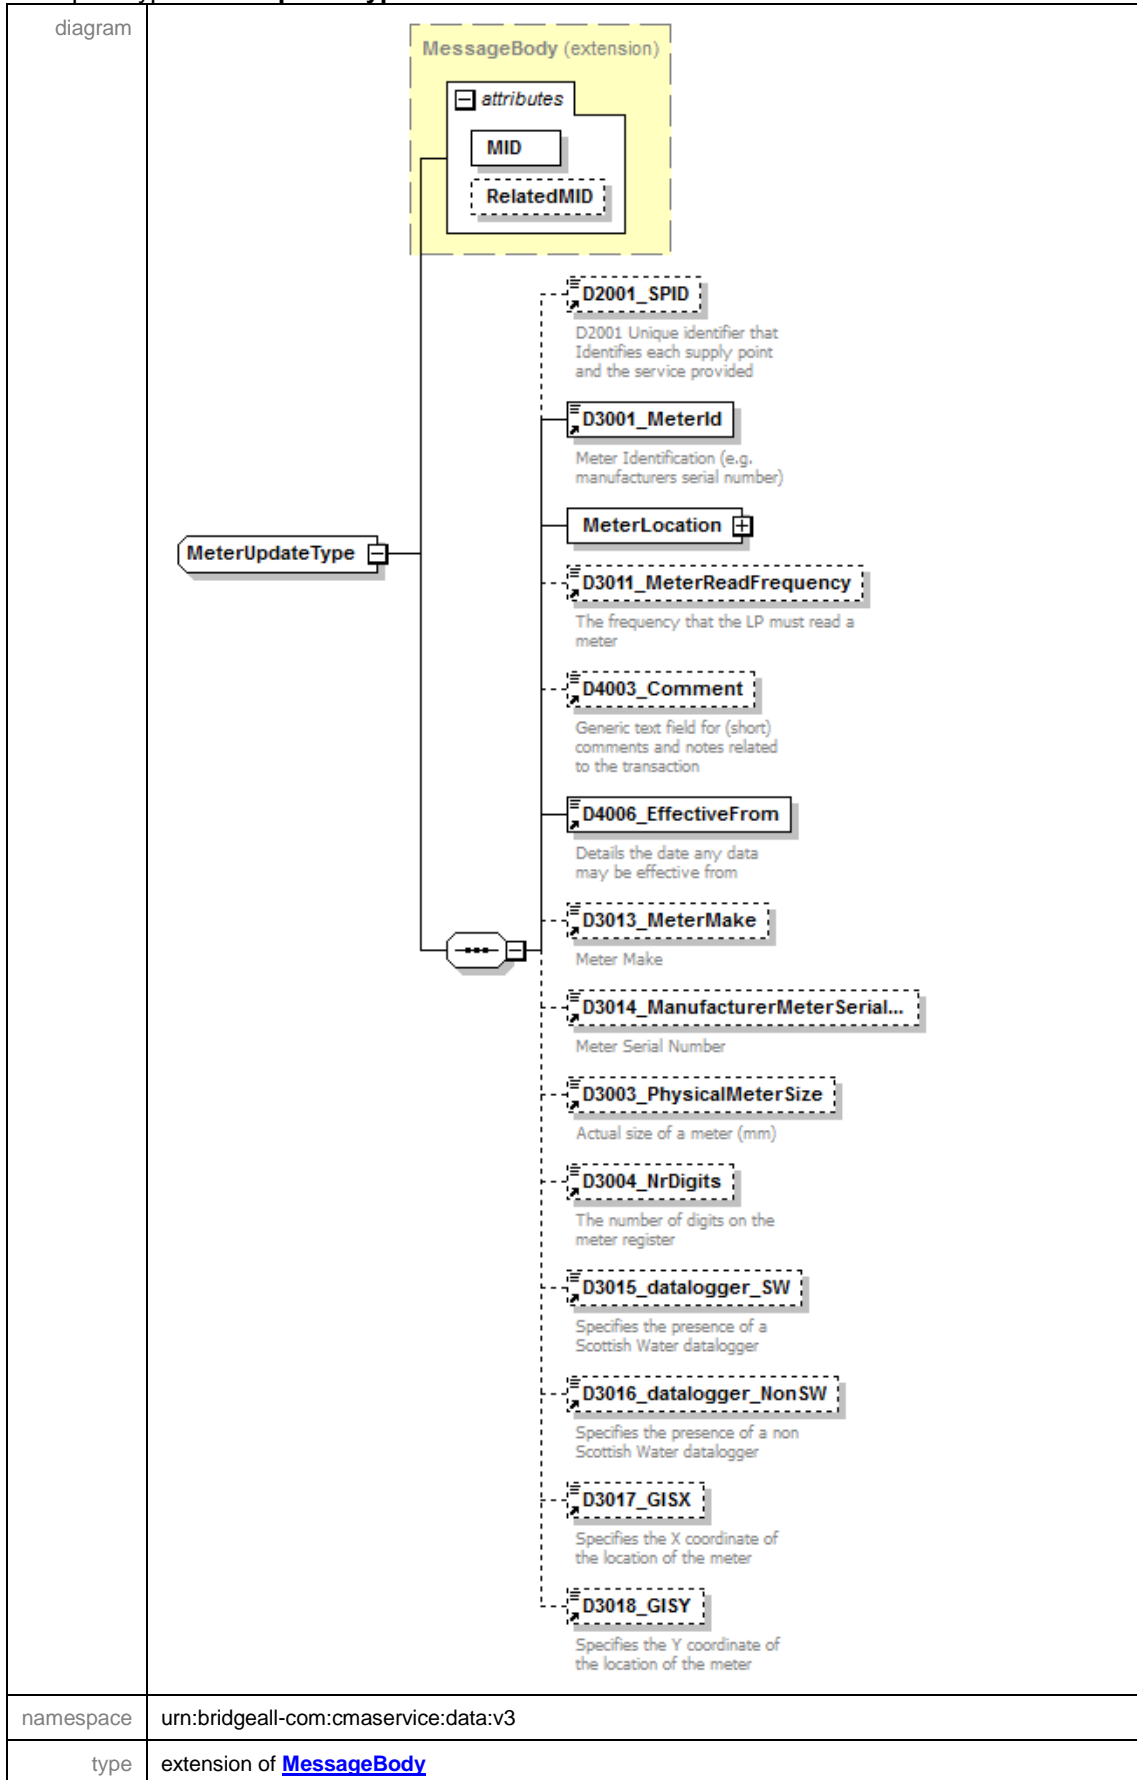 diagram
MessageBody (extension)
attributes
MID
RelatedMID
D2001_SPID
D2001 Unique identifier that
Identifies each supply point
and the service provided
D3001_MeterId
Meter Identification (e.g.
manufacturers serial number)
MeterLocation
MeterUpdateType
D3011_MeterReadFrequency
The frequency that the LP must read a
meter
D4003_Comment
Generic text field for (short)
comments and notes related
to the transaction
D4006_EffectiveFrom
Details the date any data
may be effective from
D3013_MeterMake
Meter Make
D3014_ManufacturerMeterSerial...
Meter Serial Number
D3003_PhysicalMeterSize
Actual size of a meter (mm)
D3004_NrDigits
The number of digits on the
meter register
D3015_datalogger_SW
Specifies the presence of a
Scottish Water datalogger
D3016_datalogger_NonSW
Specifies the presence of a non
Scottish Water datalogger
D3017_GISX
Specifies the X coordinate of
the location of the meter
D3018_GISY
Specifies the Y coordinate of
the location of the meter
namespace urn:bridgeall-com:cmaservice:data:v3
type extension of MessageBody